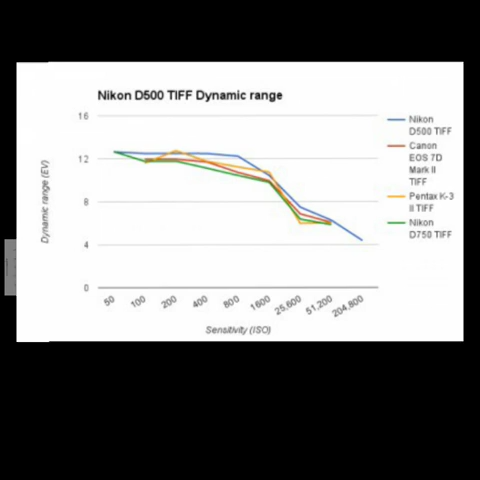 Nikon D500 TIFF Dynamic range
16
12
8
4
0
Dynamic range (EV)
50
100
200
400
800
1600
25,600
51,200
204,800
Sensitivity (ISO)
Nikon
D500 TIFF
Canon
EOS 7D
Mark II
TIFF
Pentax K-3
II TIFF
Nikon
D750 TIFF